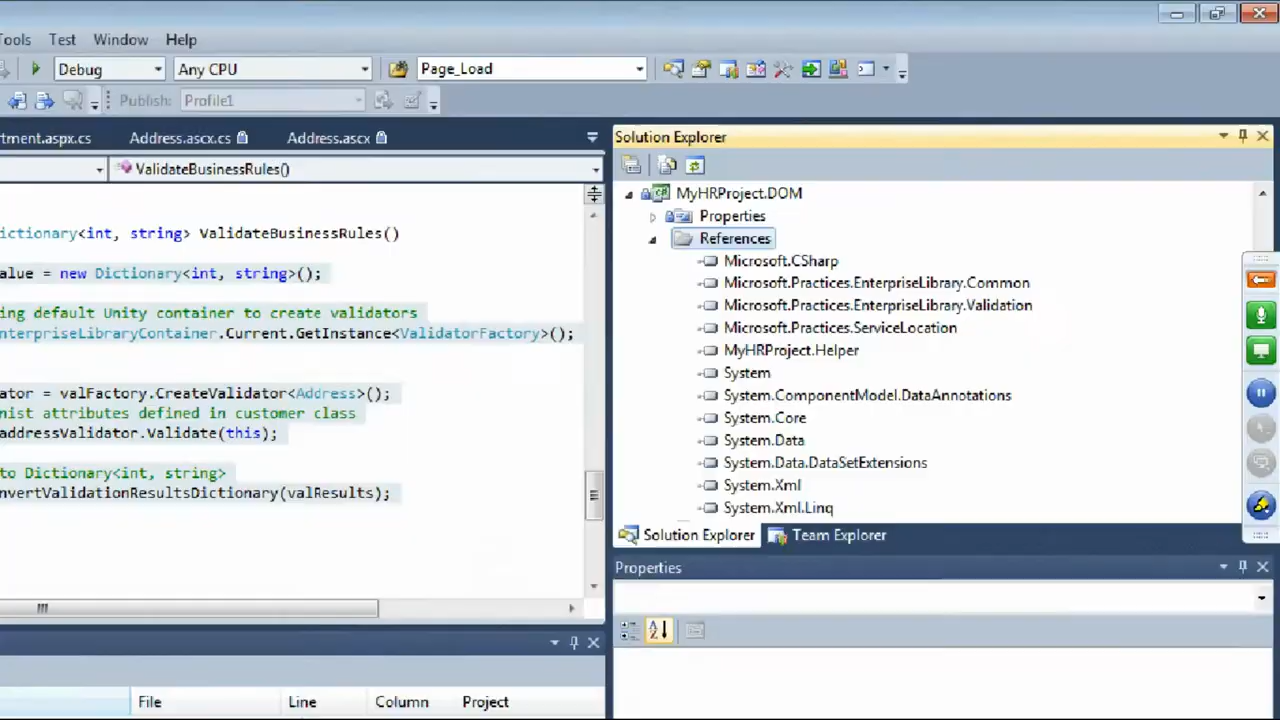 Tools Test Window Help
Debug Any CPU Page_Load
Publish: Profile1
rtment.aspx.cs Address.ascx.cs Address.ascx
ValidateBusinessRules()
ictionary<int, string> ValidateBusinessRules()
alue = new Dictionary<int, string>();
ing default Unity container to create validators
nterpriseLibraryContainer.Current.GetInstance<ValidatorFactory>();
ator = valFactory.CreateValidator<Address>();
nist attributes defined in customer class
addressValidator.Validate(this);
to Dictionary<int, string>
nvertValidationResultsDictionary(valResults);
Solution Explorer
MyHRProject.DOM
Properties
References
Microsoft.CSharp
Microsoft.Practices.EnterpriseLibrary.Common
Microsoft.Practices.EnterpriseLibrary.Validation
Microsoft.Practices.ServiceLocation
MyHRProject.Helper
System
System.ComponentModel.DataAnnotations
System.Core
System.Data
System.Data.DataSetExtensions
System.Xml
System.Xml.Linq
Solution Explorer Team Explorer
Properties
File Line Column Project